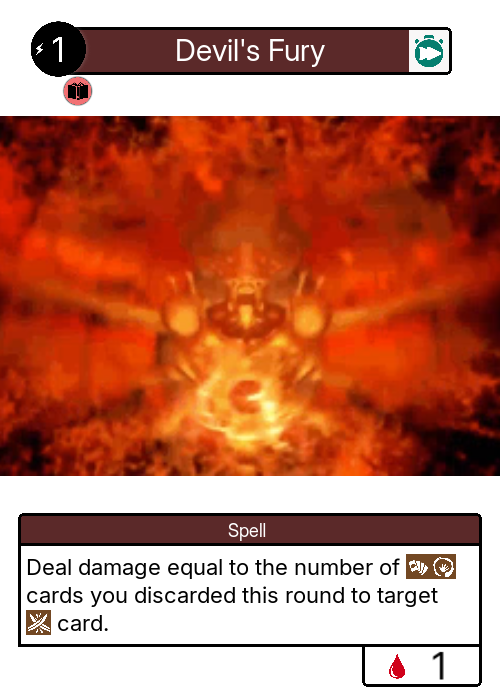 1
Devil's Fury
Spell
Deal damage equal to the number of
cards you discarded this round to target
card.
1